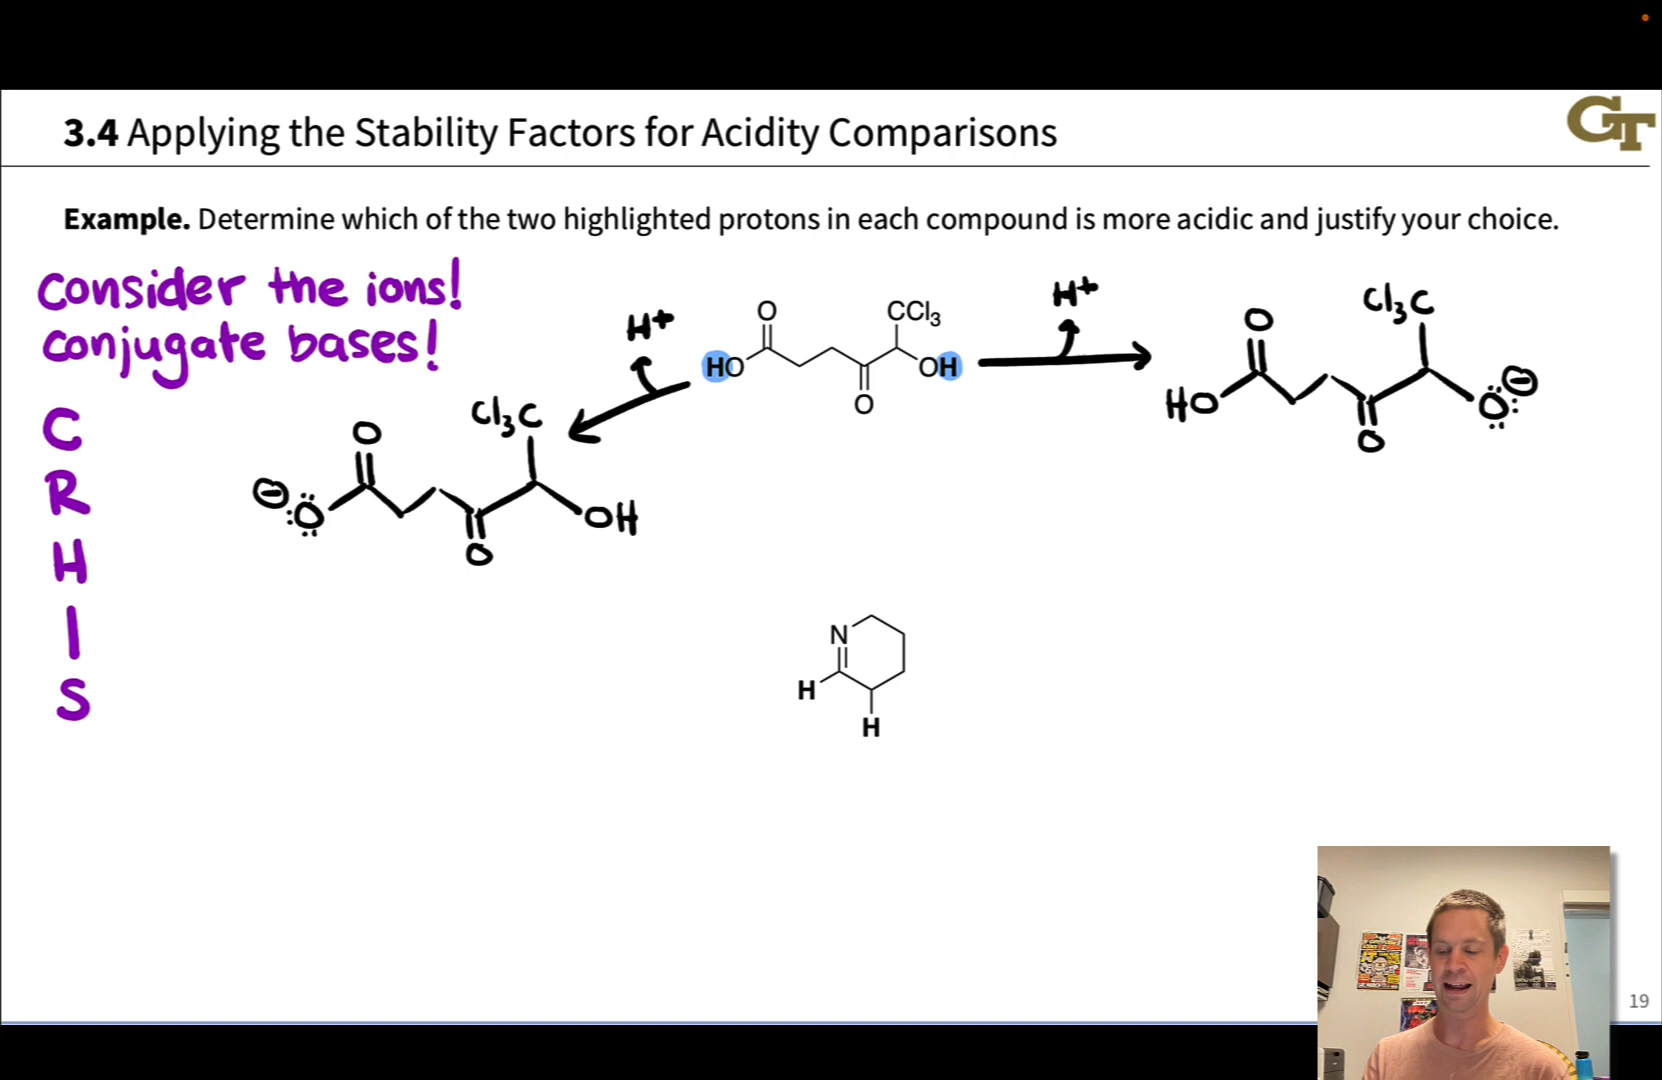 3.4 Applying the Stability Factors for Acidity Comparisons
GT
Example. Determine which of the two highlighted protons in each compound is more acidic and justify your choice.
Consider the ions!
conjugate bases!
C
R
H
I
S
H+
O
HO
CCl3
OH
O
H+
O
Cl3C
HO
O
O
⊖
O
Cl3C
⊖
O
OH
O
N
H
H
19